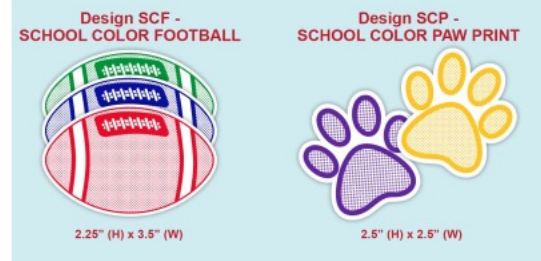 Design SCF -
SCHOOL COLOR FOOTBALL
2.25" (H) x 3.5" (W)
Design SCP -
SCHOOL COLOR PAW PRINT
2.5" (H) x 2.5" (W)